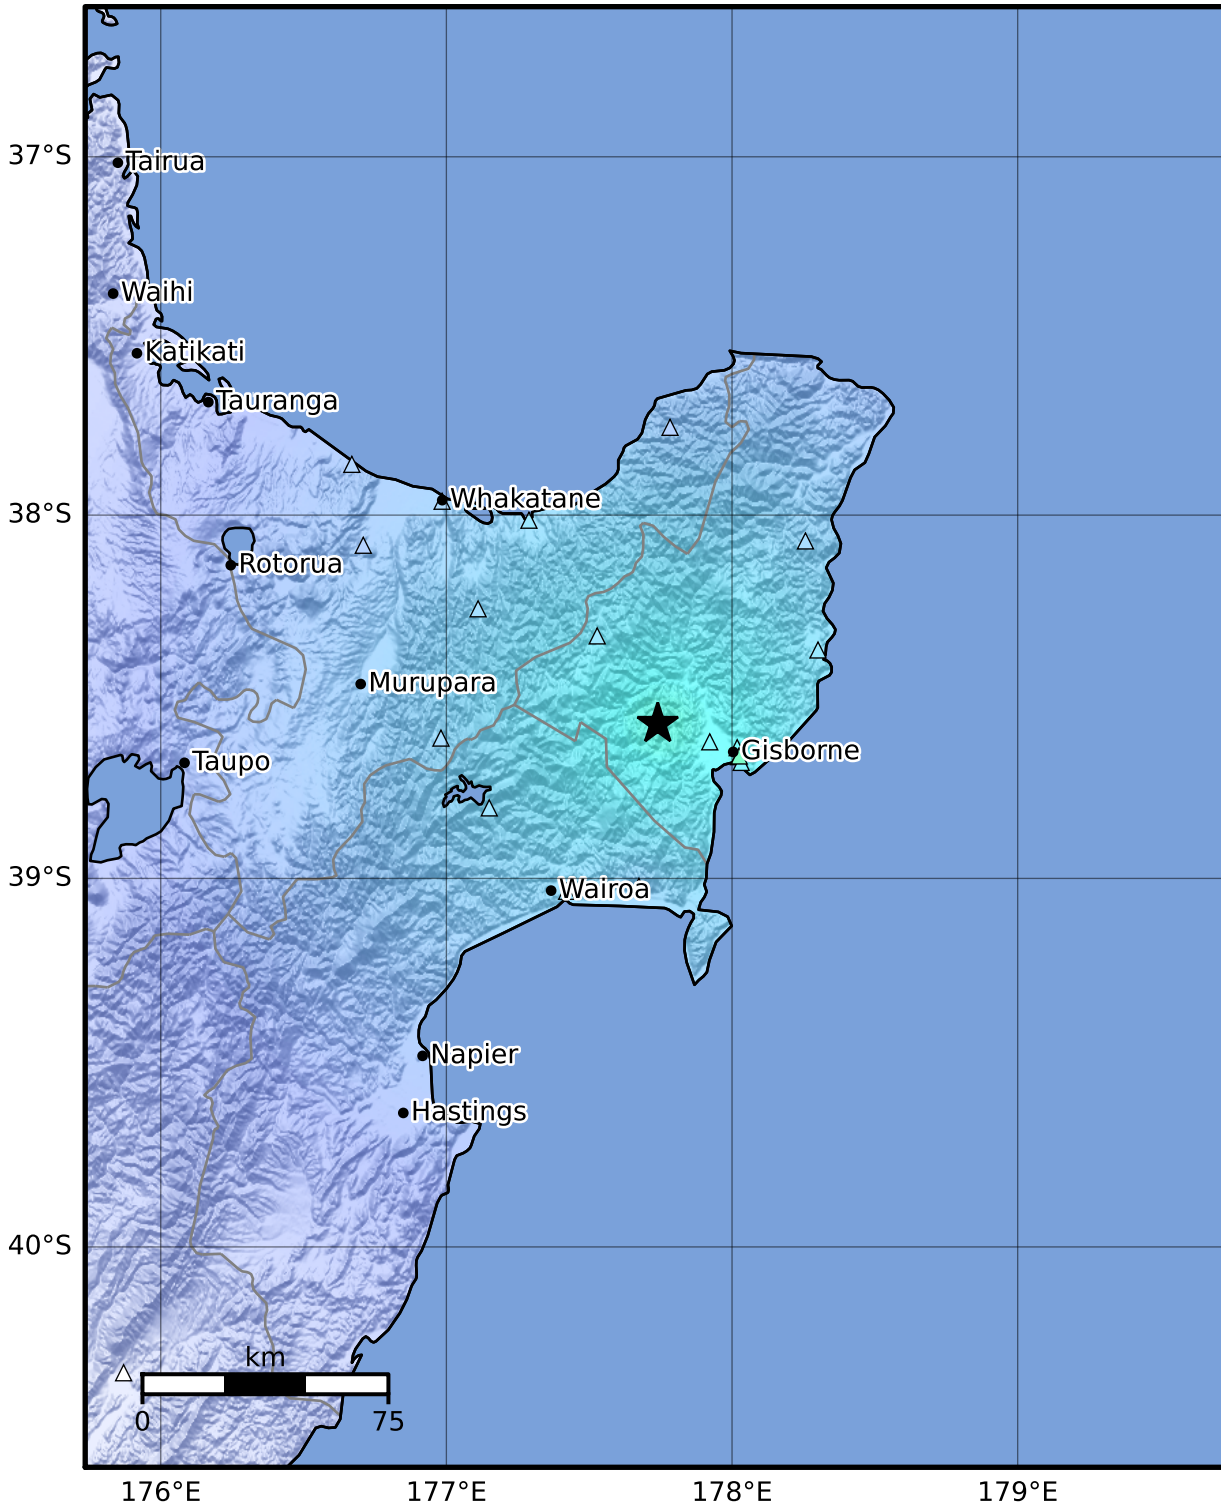 37°S
Tairua
Waihi
Katikati
Tauranga
38°S
Whakatane
Rotorua
Murupara
Gisborne
Taupo
39°S
Wairoa
Napier
Hastings
40°S
km
0 75
176°E 177°E 178°E 179°E